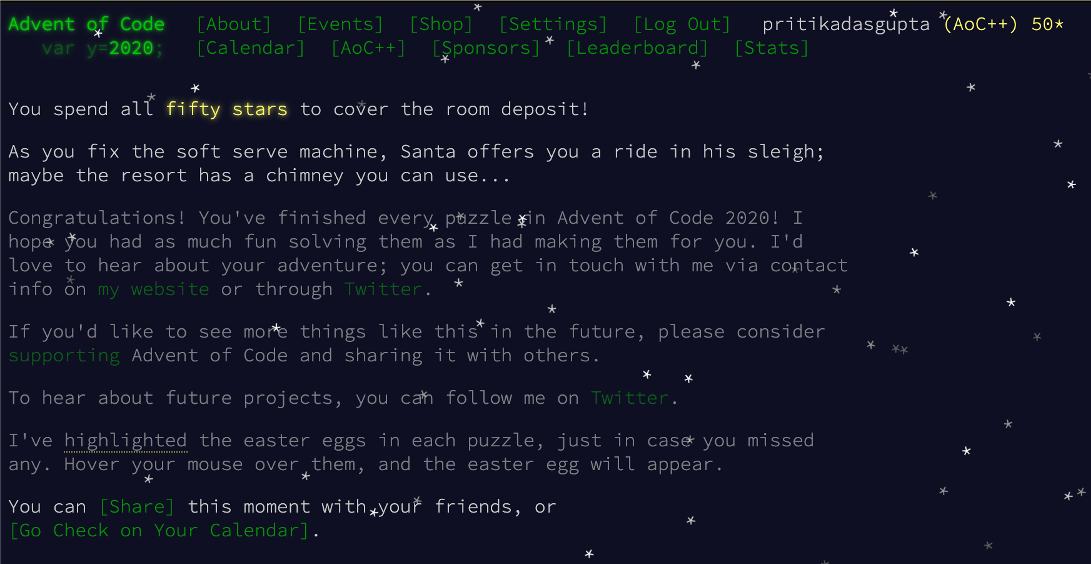 Advent of Code [About] [Events] [Shop] [Settings] [Log Out] pritikadasgupta (AoC++) 50*
var y=2020; [Calendar] [AoC++] [Sponsors] [Leaderboard] [Stats]
You spend all fifty stars to cover the room deposit!
As you fix the soft serve machine, Santa offers you a ride in his sleigh;
maybe the resort has a chimney you can use...
Congratulations! You've finished every puzzle in Advent of Code 2020! I
hope you had as much fun solving them as I had making them for you. I'd
love to hear about your adventure; you can get in touch with me via contact
info on my website or through Twitter.
If you'd like to see more things like this in the future, please consider
supporting Advent of Code and sharing it with others.
To hear about future projects, you can follow me on Twitter.
I've highlighted the easter eggs in each puzzle, just in case you missed
any. Hover your mouse over them, and the easter egg will appear.
You can [Share] this moment with your friends, or
[Go Check on Your Calendar].